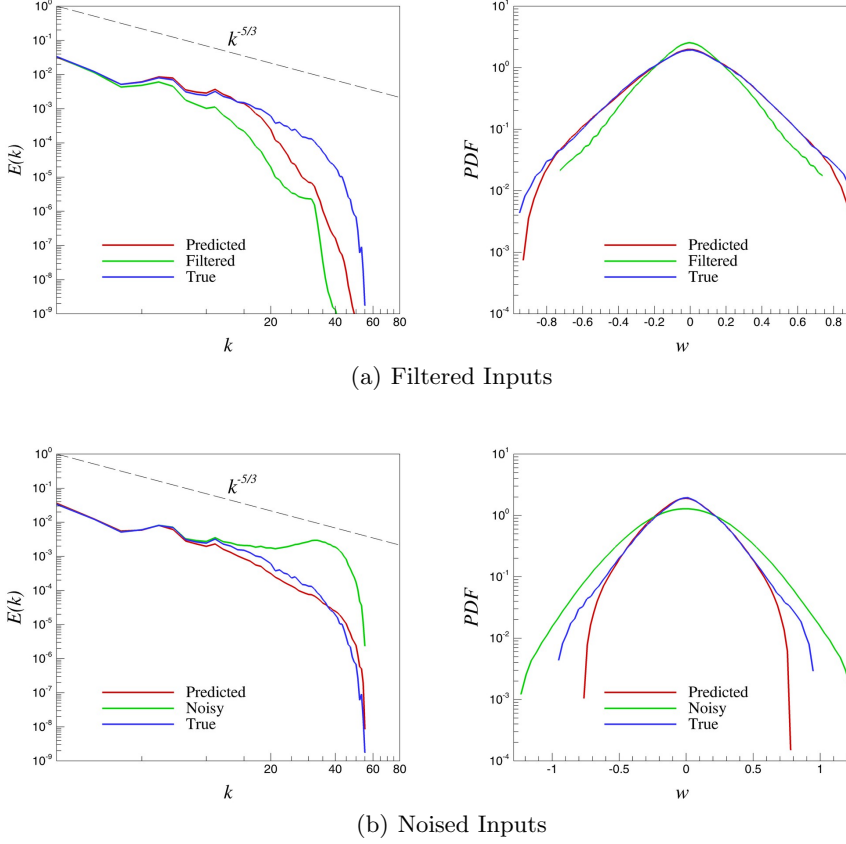 10^0
10^-1
10^-2
10^-3
10^-4
10^-5
10^-6
10^-7
10^-8
10^-9
E(k)
k^-5/3
Predicted
Filtered
True
20 40 60 80
k
10^1
10^0
10^-1
10^-2
10^-3
10^-4
PDF
Predicted
Filtered
True
-0.8 -0.6 -0.4 -0.2 0 0.2 0.4 0.6 0.8
w
(a) Filtered Inputs
10^0
10^-1
10^-2
10^-3
10^-4
10^-5
10^-6
10^-7
10^-8
10^-9
E(k)
k^-5/3
Predicted
Noisy
True
20 40 60 80
k
10^1
10^0
10^-1
10^-2
10^-3
10^-4
PDF
Predicted
Noisy
True
-1 -0.5 0 0.5 1
w
(b) Noised Inputs